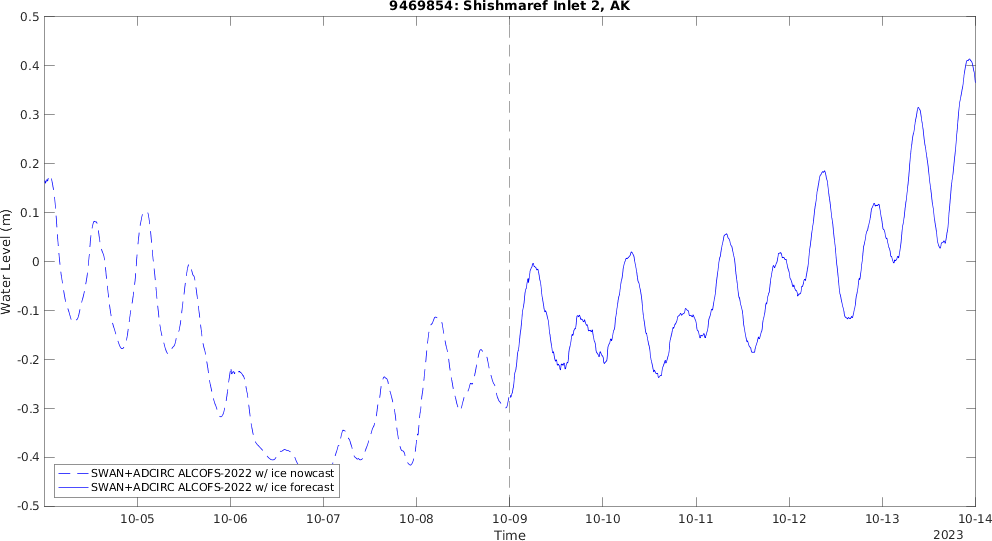 9469854: Shishmaref Inlet 2, AK
Water Level (m)
0.5
0.4
0.3
0.2
0.1
0
-0.1
-0.2
-0.3
-0.4
-0.5
SWAN+ADCIRC ALCOFS-2022 w/ ice nowcast
SWAN+ADCIRC ALCOFS-2022 w/ ice forecast
10-05 10-06 10-07 10-08 10-09 10-10 10-11 10-12 10-13 10-14
Time
2023